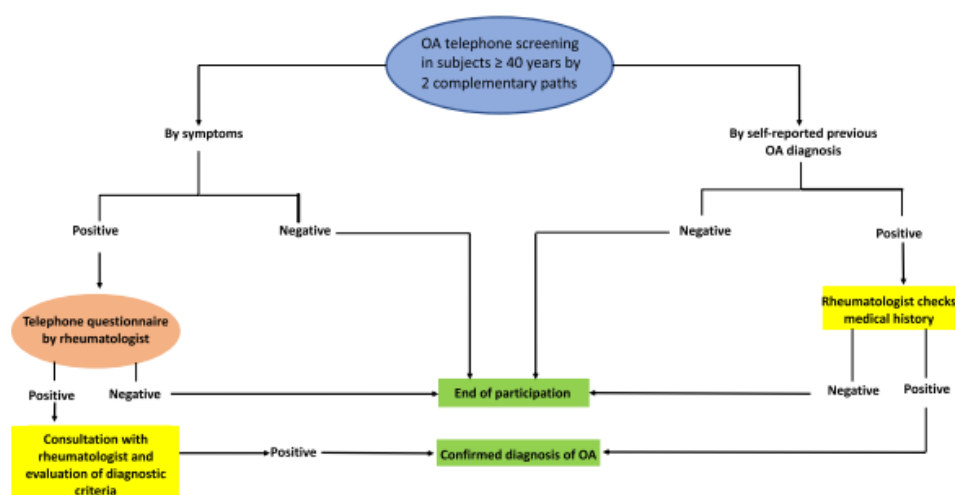 OA telephone screening
in subjects ≥ 40 years by
2 complementary paths
By symptoms
By self-reported previous
OA diagnosis
Positive
Negative
Negative
Positive
Telephone questionnaire
by rheumatologist
Rheumatologist checks
medical history
Positive
Negative
End of participation
Negative
Positive
Consultation with
rheumatologist and
evaluation of diagnostic
criteria
Positive
Confirmed diagnosis of OA